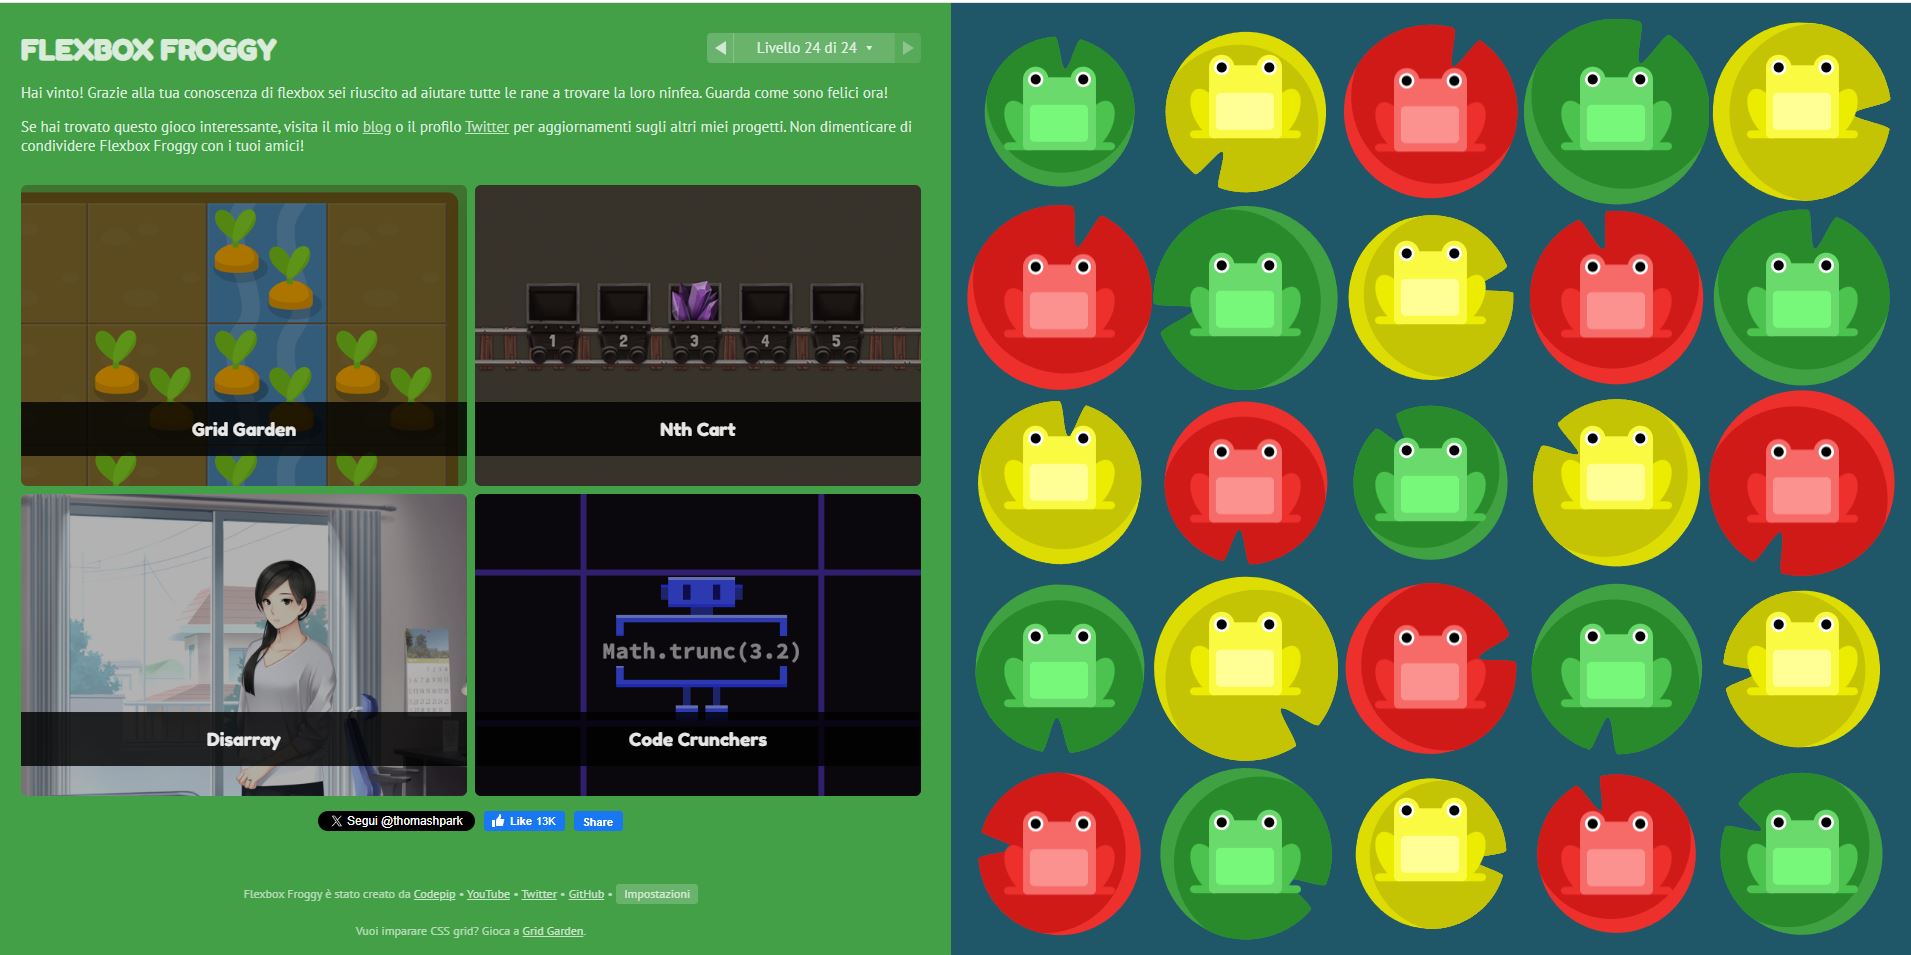 FLEXBOX FROGGY
Livello 24 di 24
Hai vinto! Grazie alla tua conoscenza di flexbox sei riuscito ad aiutare tutte le rane a trovare la loro ninfea. Guarda come sono felici ora!
Se hai trovato questo gioco interessante, visita il mio blog o il profilo Twitter per aggiornamenti sugli altri miei progetti. Non dimenticare di
condividere Flexbox Froggy con i tuoi amici!
Grid Garden
1 2 3 4 5
Nth Cart
Disarray
Math.trunc(3.2)
Code Crunchers
X Segui @thomashpark
Like 13K
Share
Flexbox Froggy è stato creato da Codepip • YouTube • Twitter • GitHub • Impostazioni
Vuoi imparare CSS grid? Gioca a Grid Garden.